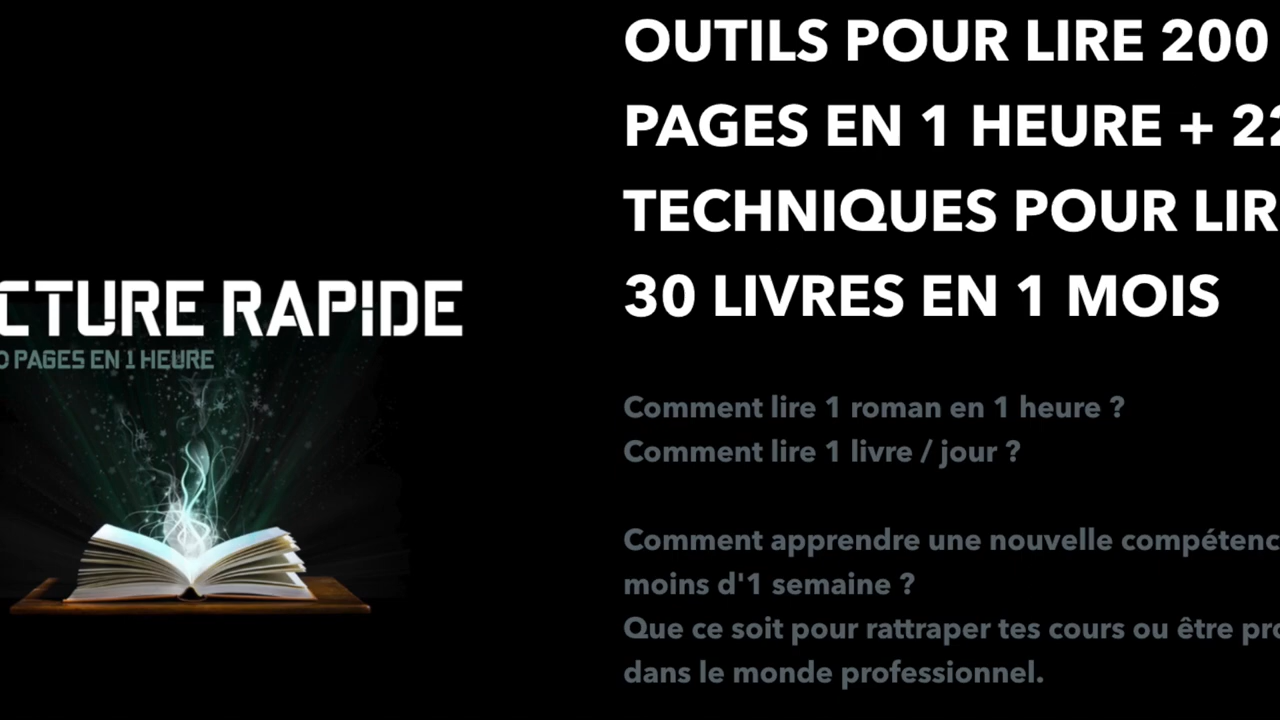 OUTILS POUR LIRE 200
PAGES EN 1 HEURE + 22
TECHNIQUES POUR LIR
30 LIVRES EN 1 MOIS
CTURE RAPIDE
0 PAGES EN 1 HEURE
Comment lire 1 roman en 1 heure ?
Comment lire 1 livre / jour ?
Comment apprendre une nouvelle compétenc
moins d'1 semaine ?
Que ce soit pour rattraper tes cours ou être pro
dans le monde professionnel.